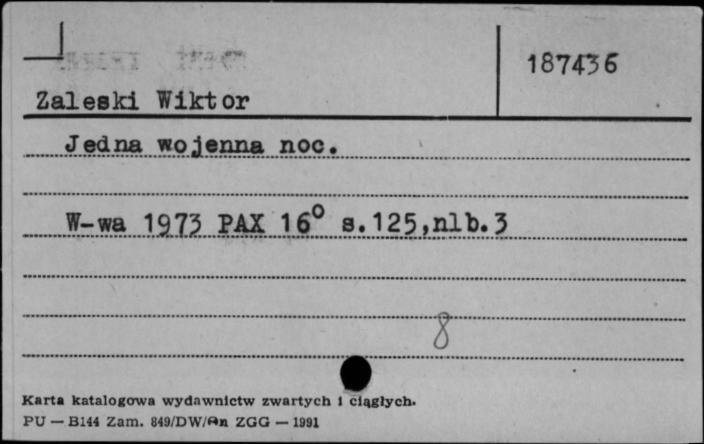 187436
Zaleski Wiktor
Jedna wojenna noc.
W-wa 1973 PAX 16° s.125,nlb.3
8
Karta katalogowa wydawnictw zwartych i ciągłych.
PU — B144 Zam. 849/DW/An ZGG — 1991